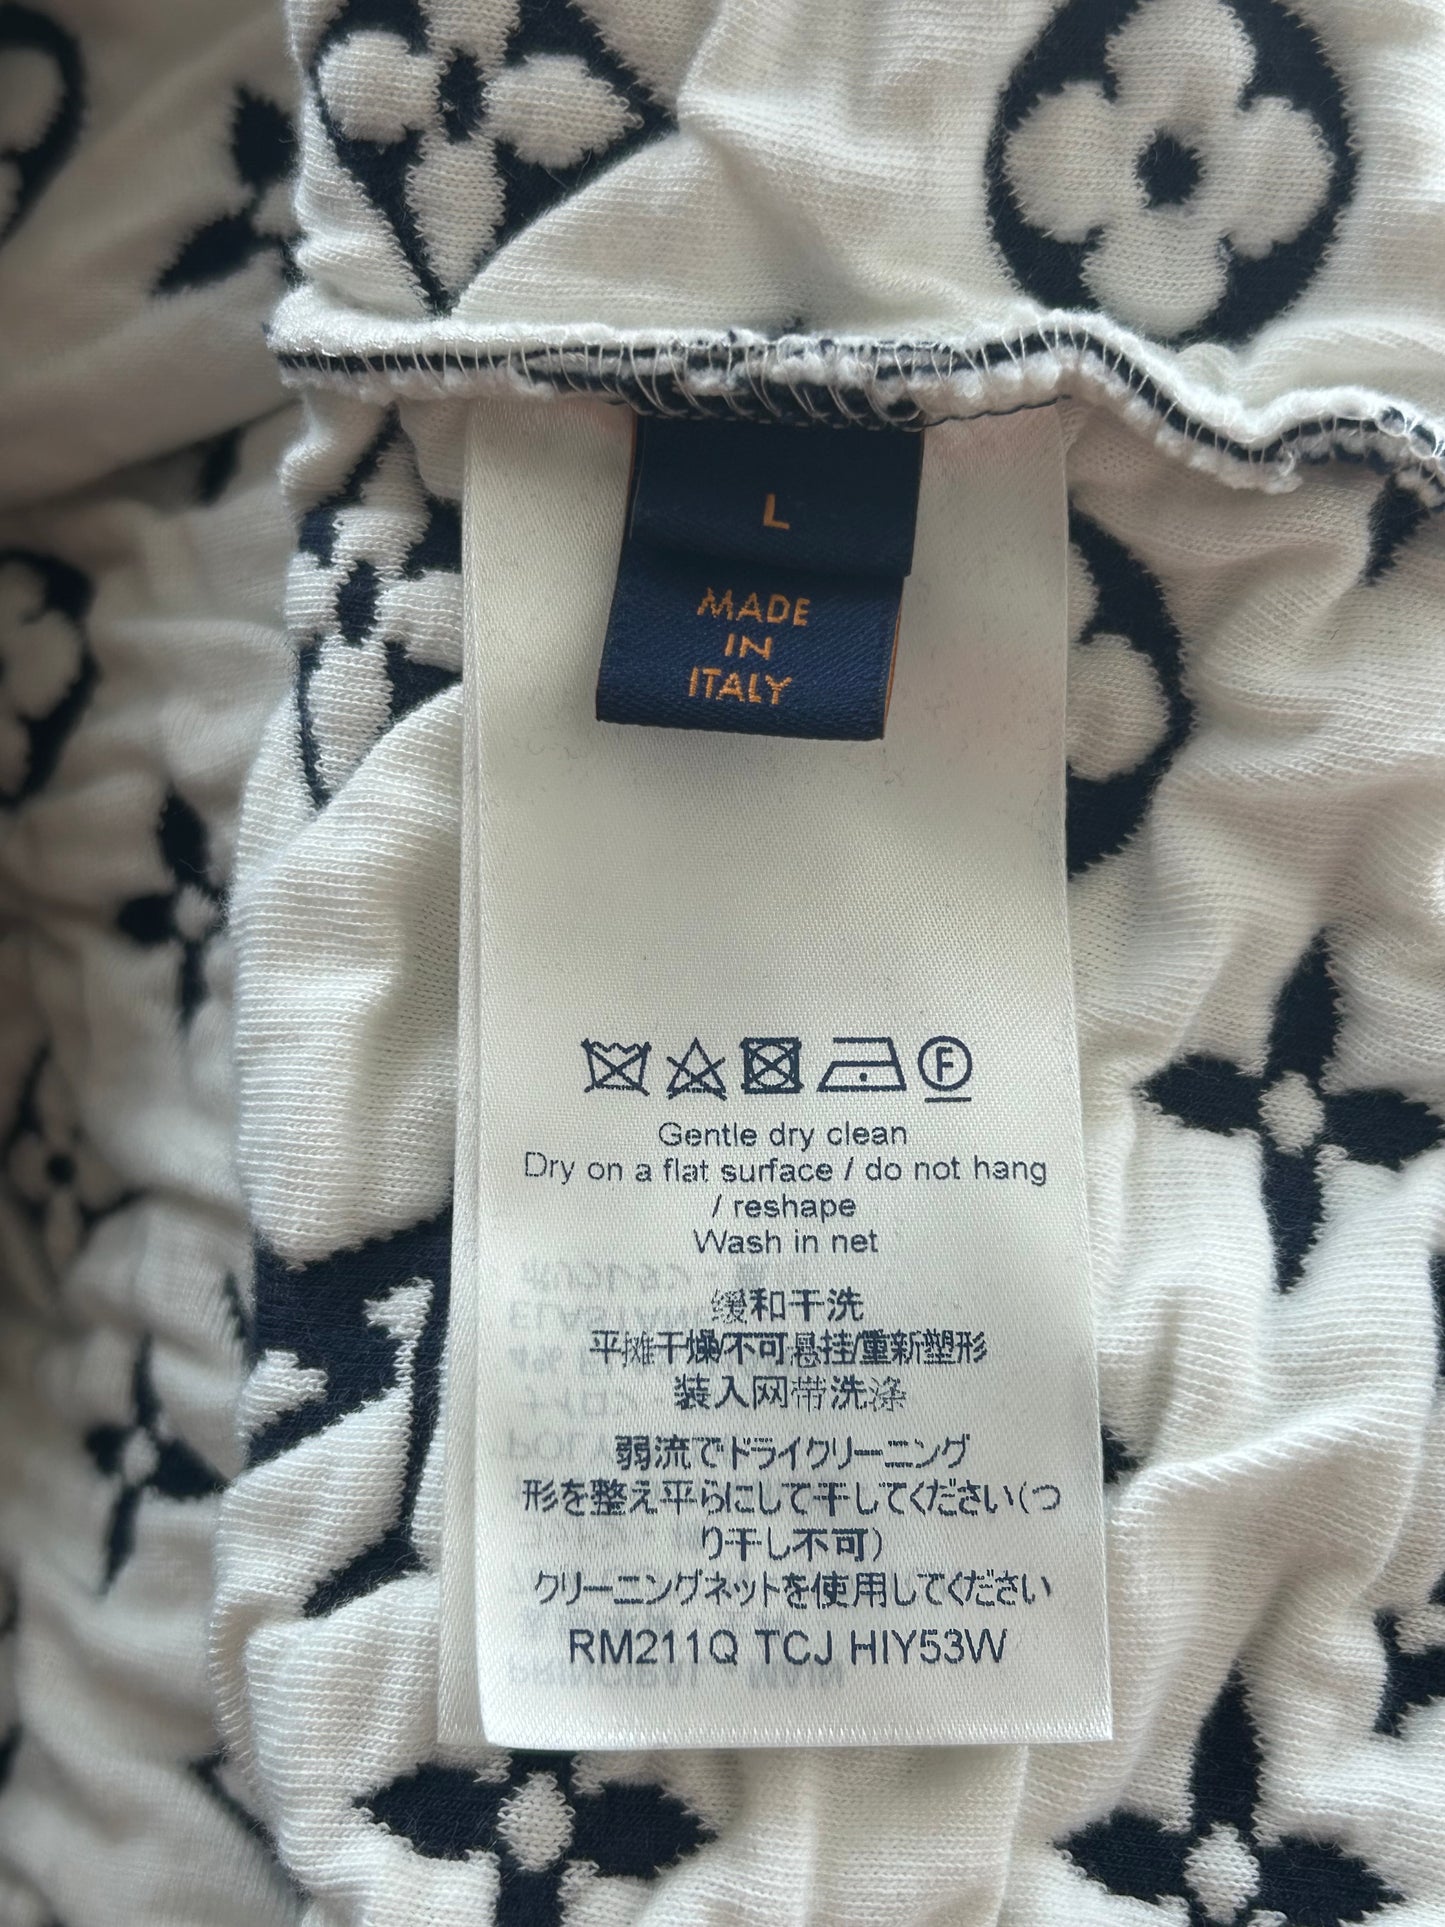 L
MADE
IN
ITALY
F
Gentle dry clean
Dry on a flat surface / do not hang
/ reshape
Wash in net
缓和干洗
平摊干燥/不可悬挂/重新塑形
装入网带洗涤
弱流でドライクリーニング
形を整え平らにして干してください(つ
り干し不可)
クリーニングネットを使用してください
RM211Q TCJ HIY53W